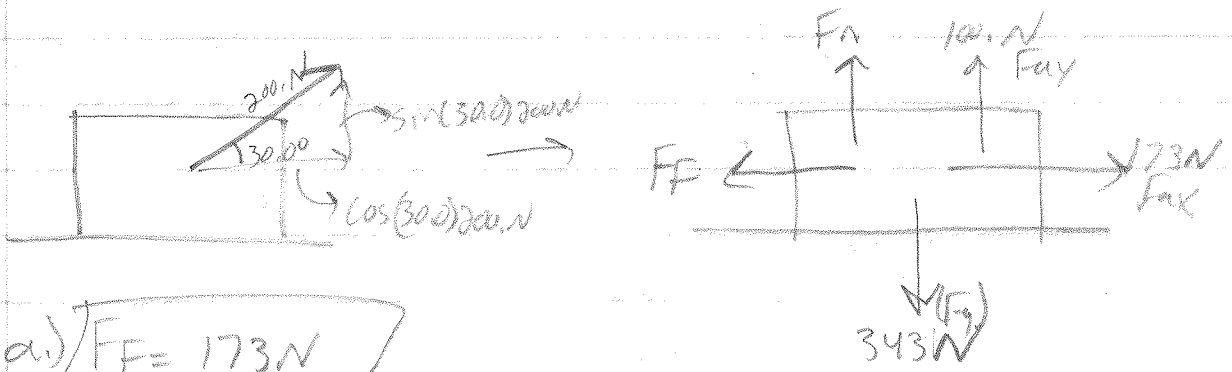 200.N
30.0°
sin(30.0)200.N
cos(30.0)200.N
Fn
100.N
Fay
FF
173N
Fax
(Fg)
343N
a.) FF = 173N